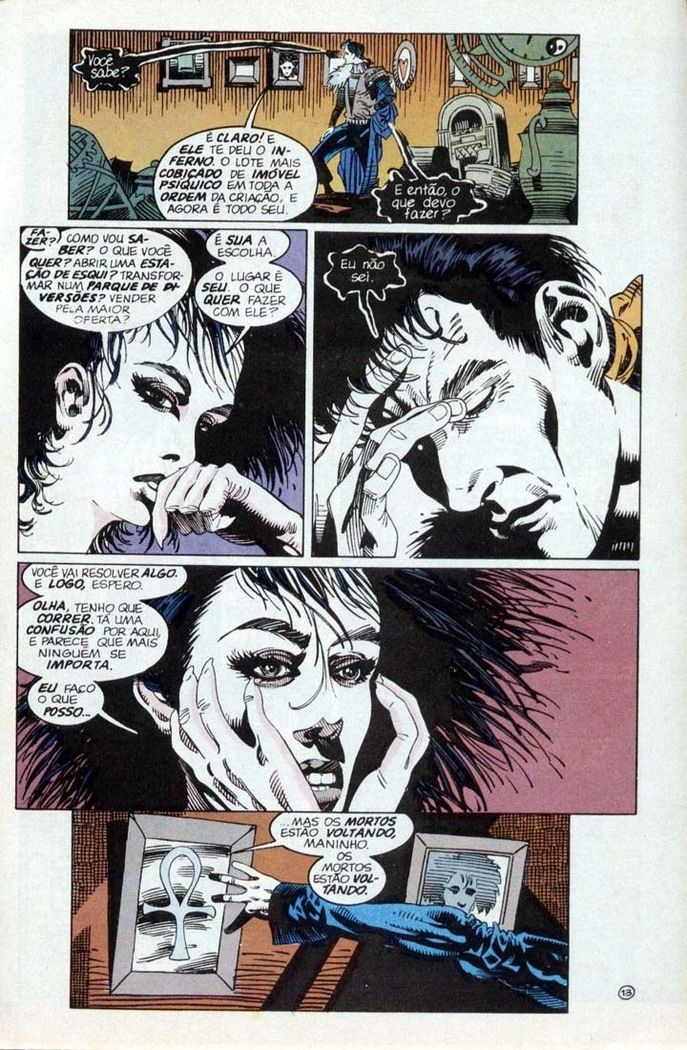 Você
sabe?
É CLARO! E
ELE TE DEU O IN-
FERNO. O LOTE MAIS
COBIÇADO DE IMÓVEL
PSÍQUICO EM TODA A
ORDEM DA CRIAÇÃO, E
AGORA É TODO SEU.
E então, o
que devo
fazer?
FA-
ZER?
COMO VOU SA-
BER? O QUE VOCÊ
QUER? ABRIR UMA ESTA-
ÇÃO DE ESQUI? TRANSFOR-
MAR NUM PARQUE DE DI-
VERSÕES? VENDER
PELA MAIOR
OFERTA?
É SUA A
ESCOLHA.
O LUGAR É
SEU. O QUE
QUER FAZER
COM ELE?
Eu não
sei.
VOCÊ VAI RESOLVER ALGO.
E LOGO, ESPERO.
OLHA, TENHO QUE
CORRER. TÁ UMA
CONFUSÃO POR AQUI,
E PARECE QUE MAIS
NINGUÉM SE
IMPORTA.
EU FAÇO
O QUE
POSSO...
...MAS OS MORTOS
ESTÃO VOLTANDO,
MANINHO.
OS
MORTOS
ESTÃO VOL-
TANDO.
13